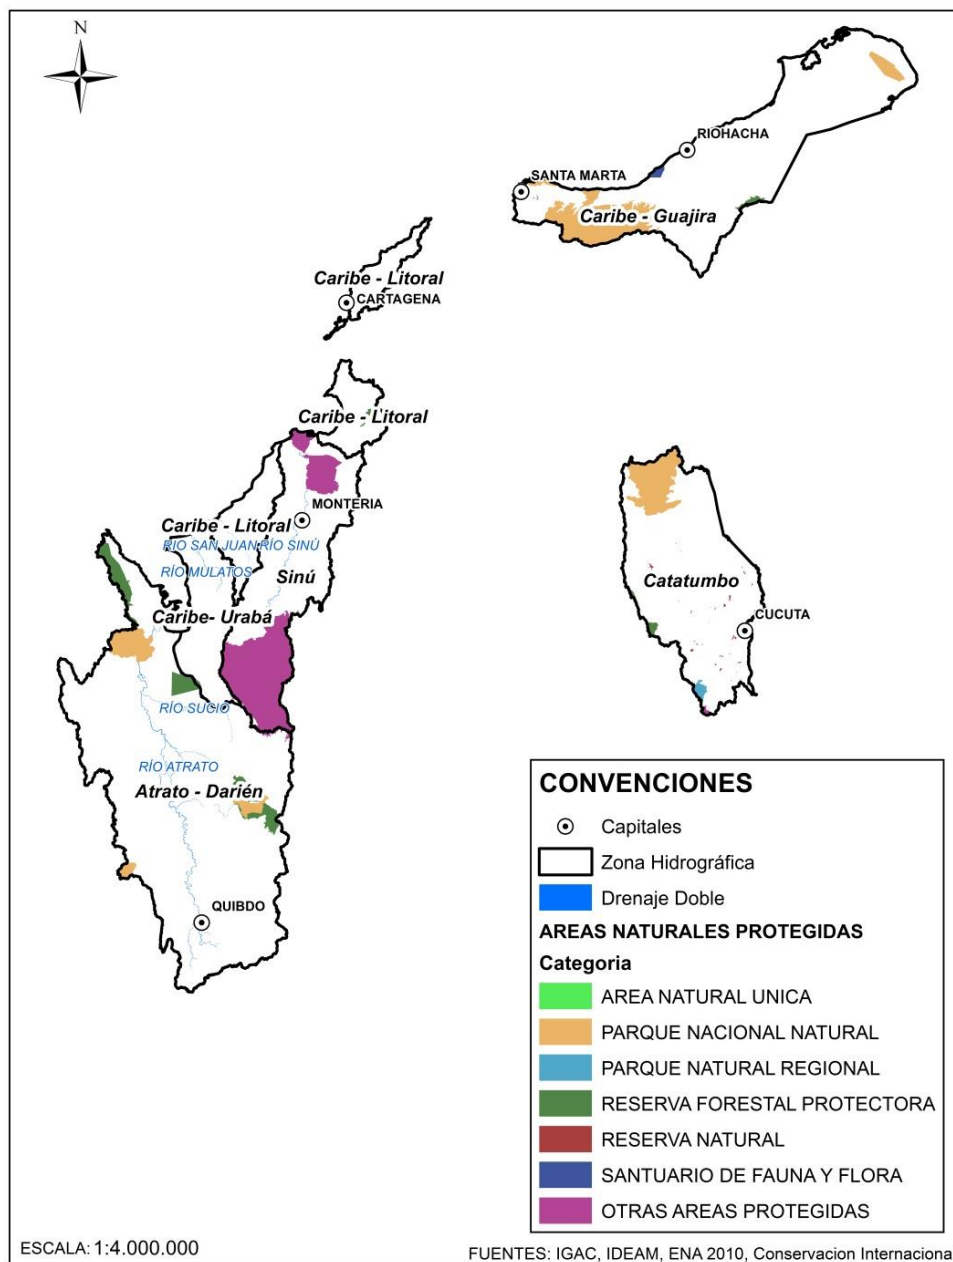 N
RIOHACHA
SANTA MARTA
Caribe - Guajira
Caribe - Litoral
CARTAGENA
Caribe - Litoral
MONTERIA
Caribe - Litoral
RIO SAN JUAN
RÍO SINÚ
RÍO MULATOS
Sinú
Catatumbo
Caribe- Urabá
CUCUTA
RÍO SUCIO
RÍO ATRATO
Atrato - Darién
QUIBDO
CONVENCIONES
Capitales
Zona Hidrográfica
Drenaje Doble
AREAS NATURALES PROTEGIDAS
Categoria
AREA NATURAL UNICA
PARQUE NACIONAL NATURAL
PARQUE NATURAL REGIONAL
RESERVA FORESTAL PROTECTORA
RESERVA NATURAL
SANTUARIO DE FAUNA Y FLORA
OTRAS AREAS PROTEGIDAS
ESCALA: 1:4.000.000
FUENTES: IGAC, IDEAM, ENA 2010, Conservacion Internaciona